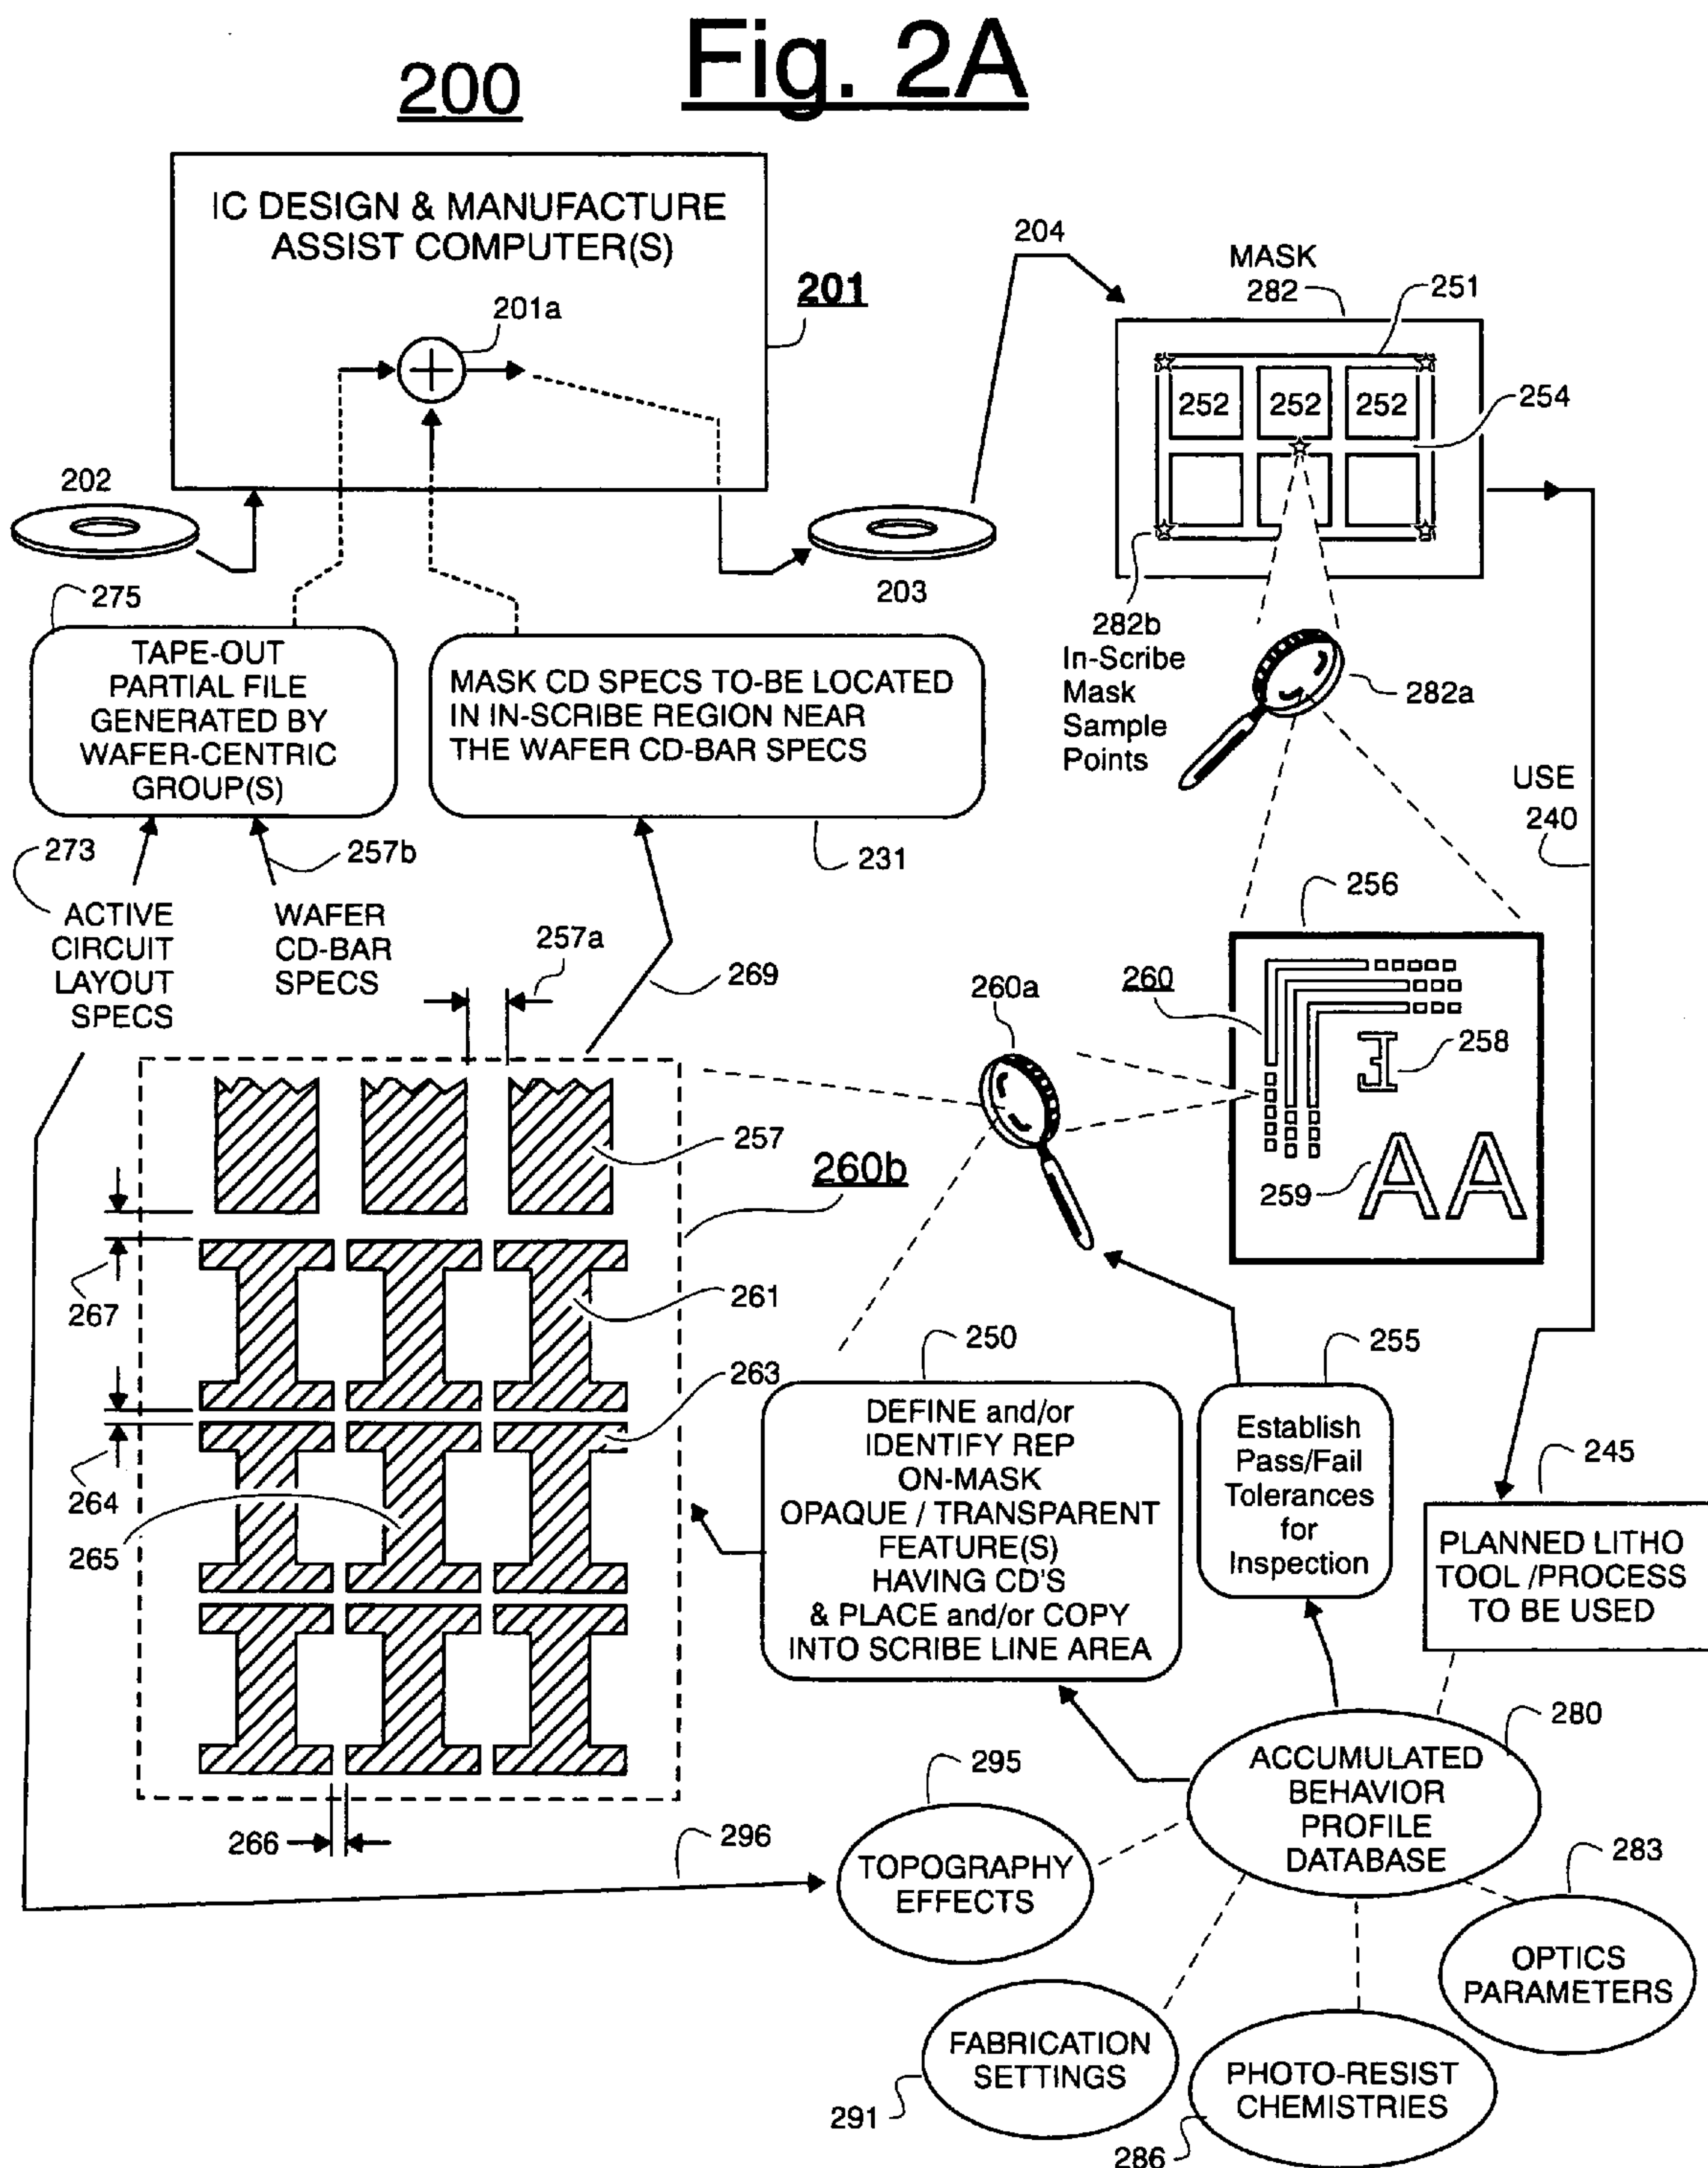 Fig. 2A
200
IC DESIGN & MANUFACTURE
ASSIST COMPUTER(S)
201a
201
202
203
204
MASK
282
251
252 252 252
254
275
TAPE-OUT
PARTIAL FILE
GENERATED BY
WAFER-CENTRIC
GROUP(S)
MASK CD SPECS TO-BE LOCATED
IN IN-SCRIBE REGION NEAR
THE WAFER CD-BAR SPECS
231
282b
In-Scribe
Mask
Sample
Points
282a
USE
240
273
ACTIVE
CIRCUIT
LAYOUT
SPECS
257b
WAFER
CD-BAR
SPECS
257a
269
256
260
258
E
259
AA
260a
257
260b
267
261
263
264
265
266
250
DEFINE and/or
IDENTIFY REP
ON-MASK
OPAQUE / TRANSPARENT
FEATURE(S)
HAVING CD'S
& PLACE and/or COPY
INTO SCRIBE LINE AREA
255
Establish
Pass/Fail
Tolerances
for
Inspection
245
PLANNED LITHO
TOOL /PROCESS
TO BE USED
280
ACCUMULATED
BEHAVIOR
PROFILE
DATABASE
295
TOPOGRAPHY
EFFECTS
296
283
OPTICS
PARAMETERS
FABRICATION
SETTINGS
291
PHOTO-RESIST
CHEMISTRIES
286